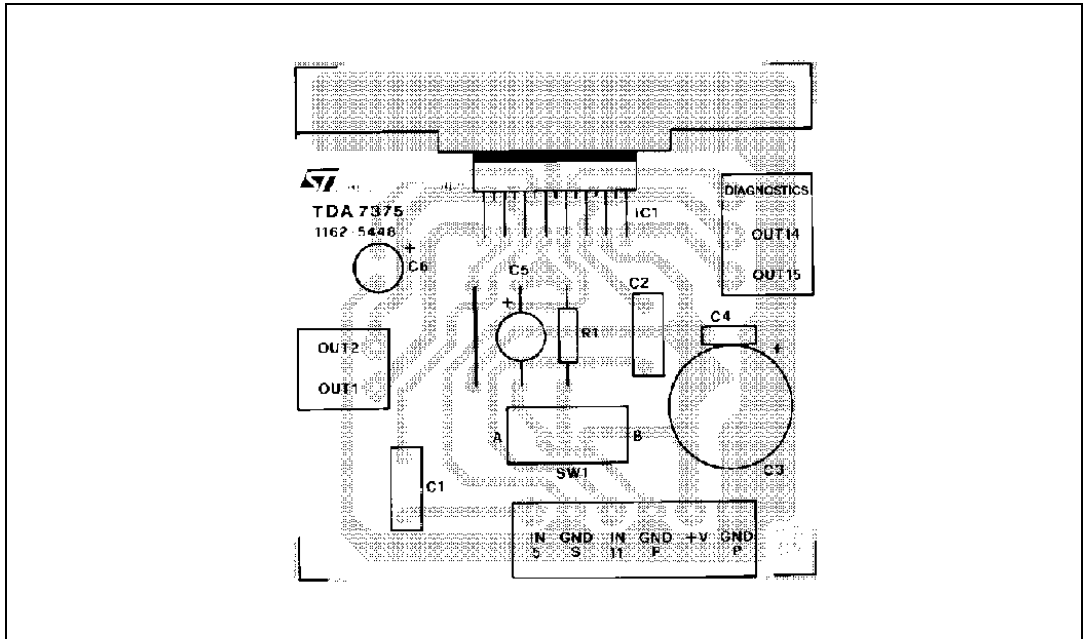 ST
TDA 7375
1162-5448
DIAGNOSTICS
OUT14
OUT15
IC1
+
C6
C5
+
C2
C4
+
R1
OUT2
OUT1
A
B
SW1
C1
C3
IN GND IN GND +V GND
5 S 11 P P